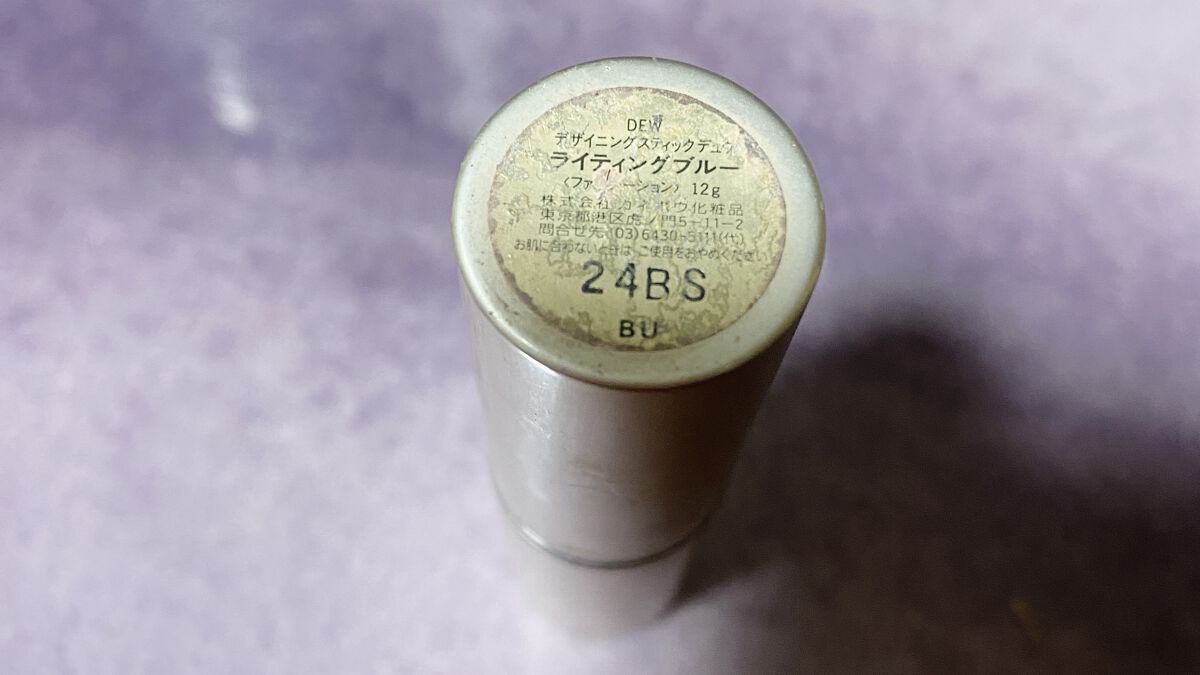 DEW
デザイニングスティックデュウ
ライティングブルー
〈ファ ーション〉 12g
株式会社カネボウ化粧品
東京都港区虎ノ門5-11-2
問合せ先 (03)6430-5111(代)
お肌に合わないときは、ご使用をおやめください
24BS
BU